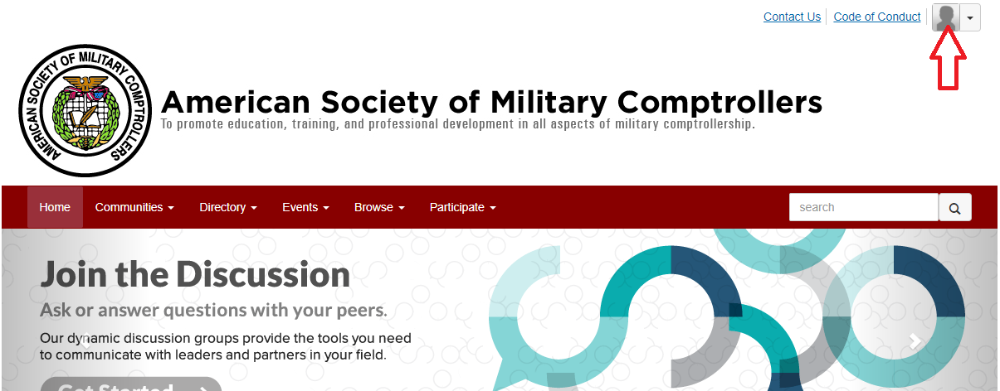 Contact Us
Code of Conduct
AMERICAN SOCIETY OF MILITARY COMPTROLLERS
American Society of Military Comptrollers
To promote education, training, and professional development in all aspects of military comptrollership.
Home Communities Directory Events Browse Participate search
Join the Discussion
Ask or answer questions with your peers.
Our dynamic discussion groups provide the tools you need
to communicate with leaders and partners in your field.
Get Started